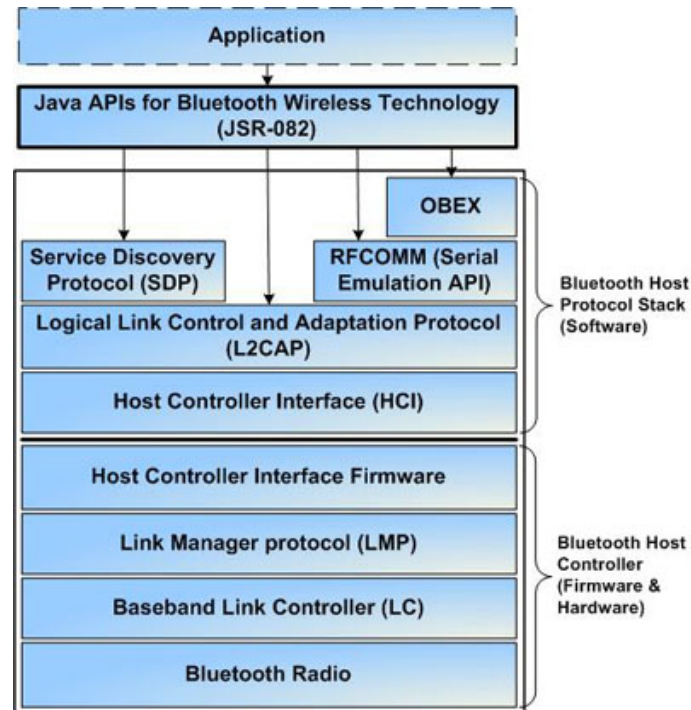 Application
Java APIs for Bluetooth Wireless Technology
(JSR-082)
OBEX
Service Discovery
Protocol (SDP)
RFCOMM (Serial
Emulation API)
Logical Link Control and Adaptation Protocol
(L2CAP)
Host Controller Interface (HCI)
Bluetooth Host
Protocol Stack
(Software)
Host Controller Interface Firmware
Link Manager protocol (LMP)
Baseband Link Controller (LC)
Bluetooth Radio
Bluetooth Host
Controller
(Firmware &
Hardware)